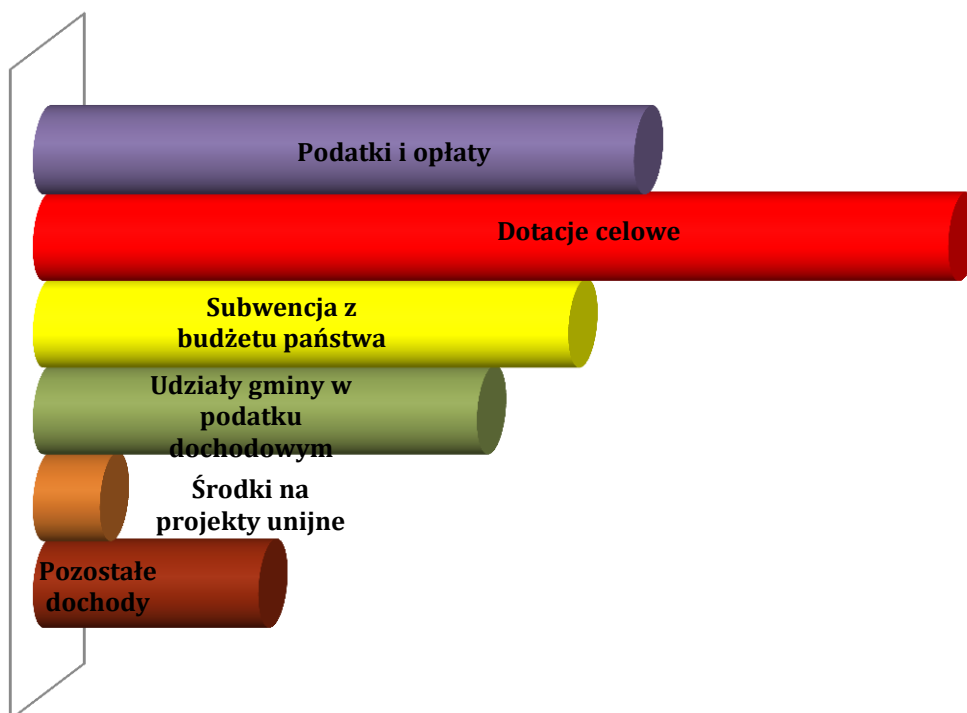 Podatki i opłaty
Dotacje celowe
Subwencja z
budżetu państwa
Udziały gminy w
podatku
dochodowym
Środki na
projekty unijne
Pozostałe
dochody